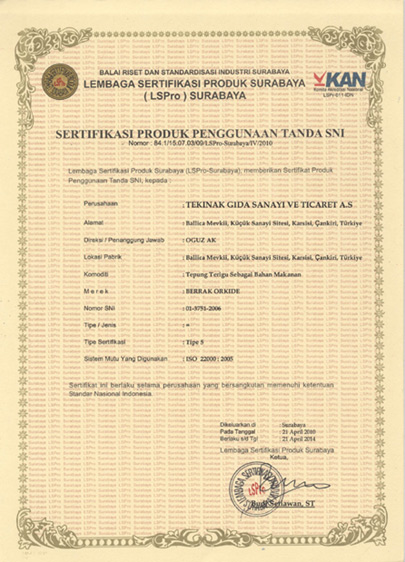 BALAI RISET DAN STANDARDISASI INDUSTRI SURABAYA
LEMBAGA SERTIFIKASI PRODUK SURABAYA
( LSPro ) SURABAYA
KAN
Komite Akreditasi Nasional
LSPr-011-IDN
SERTIFIKASI PRODUK PENGGUNAAN TANDA SNI
Nomor : 84.1/15.07.03/00/LSPro-Surabaya/IV/2010
Lembaga Sertifikasi Produk Surabaya (LSPro-Surabaya), memberikan Sertifikat Produk
Penggunaan Tanda SNI, kepada :
Perusahaan : TEKINAK GIDA SANAYI VE TICARET A.S
Alamat : Ballica Mevkii, Küçük Sanayi Sitesi, Karsisi, Çankiri, Türkiye
Direksi / Penanggung Jawab : OGUZ AK
Lokasi Pabrik : Ballica Mevkii, Küçük Sanayi Sitesi, Karsisi, Çankiri, Türkiye
Komoditi : Tepung Terigu Sebagai Bahan Makanan
M e r e k : BERRAK ORKIDE
Nomor SNI : 01-3751-2006
Tipe / Jenis : =
Tipe Sertifikasi : Tipe 5
Sistem Mutu Yang Digunakan : ISO 22000 : 2005
Sertifikat ini berlaku selama perusahaan yang bersangkutan memenuhi ketentuan
Standar Nasional Indonesia.
Dikeluarkan di : Surabaya
Pada Tanggal : 21 April 2010
Berlaku s/d Tgl : 21 April 2014
Lembaga Sertifikasi Produk Surabaya
Ketua,
LSPro
LEMBAGA SERTIFIKASI
Setiawan, ST